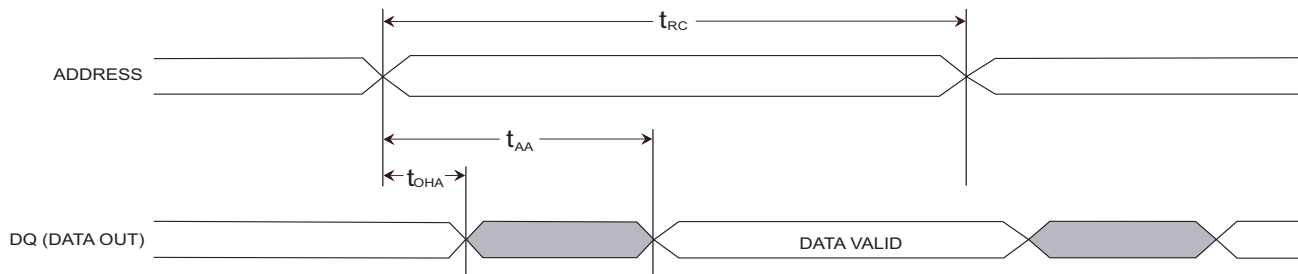 tRC
ADDRESS
tAA
tOHA
DQ (DATA OUT)
DATA VALID